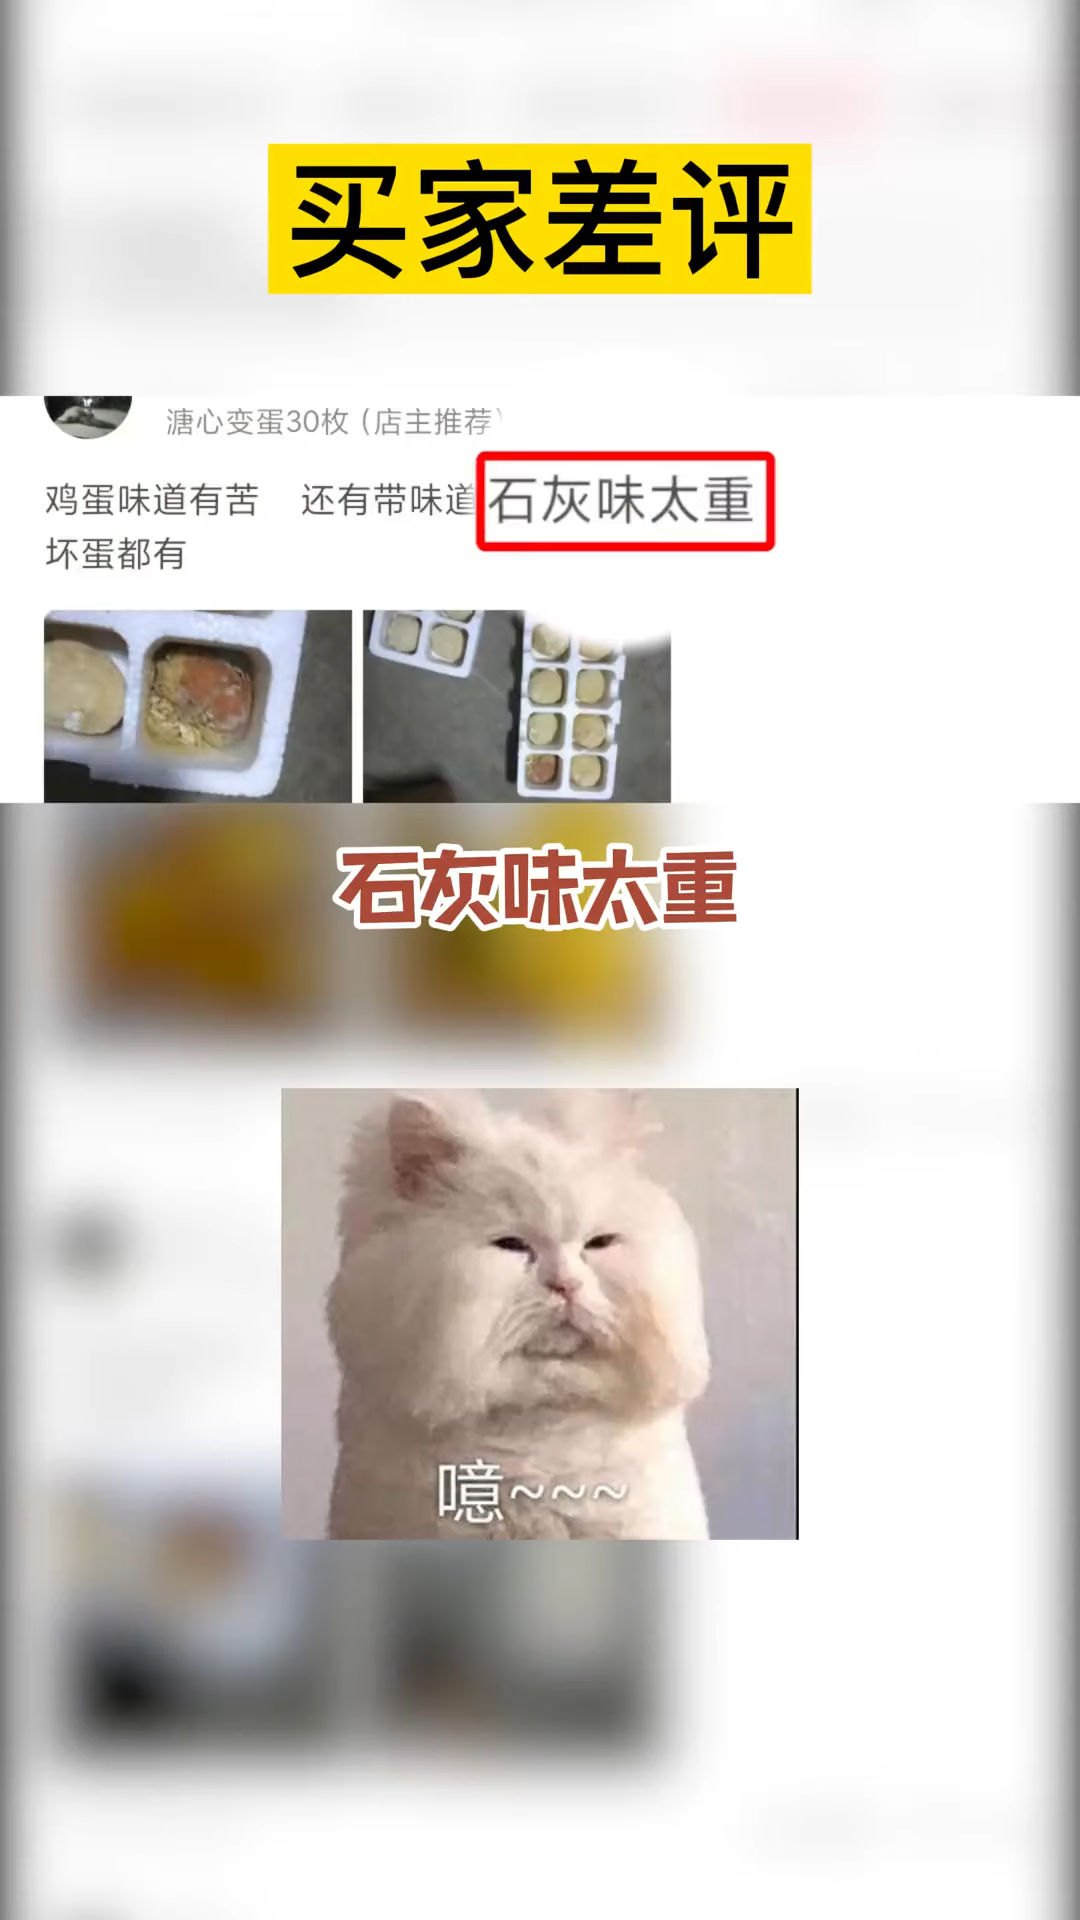 买家差评
溏心变蛋30枚（店主推荐）
鸡蛋味道有苦 还有带味道石灰味太重
坏蛋都有
石灰味太重
噫~~~